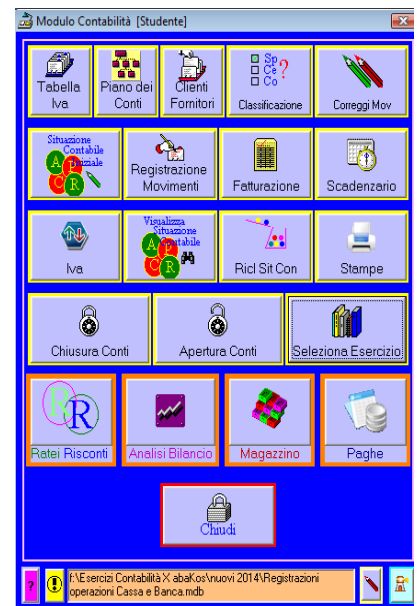 Modulo Contabilità [Studente]
Tabella Iva
Piano dei Conti
Clienti Fornitori
Sp
Ce ?
Co
Classificazione
Correggi Mov
Situazione
Contabile
Iniziale
A P
C R
Registrazione Movimenti
Fatturazione
Scadenzario
Iva
Visualizza
Situazione
Contabile
A P
C R
Ricl Sit Con
Stampe
Chiusura Conti
Apertura Conti
Seleziona Esercizio
R R
Ratei Risconti
Analisi Bilancio
Magazzino
Paghe
Chiudi
?
!
f:\Esercizi Contabilità X abaKos\nuovi 2014\Registrazioni
operazioni Cassa e Banca.mdb